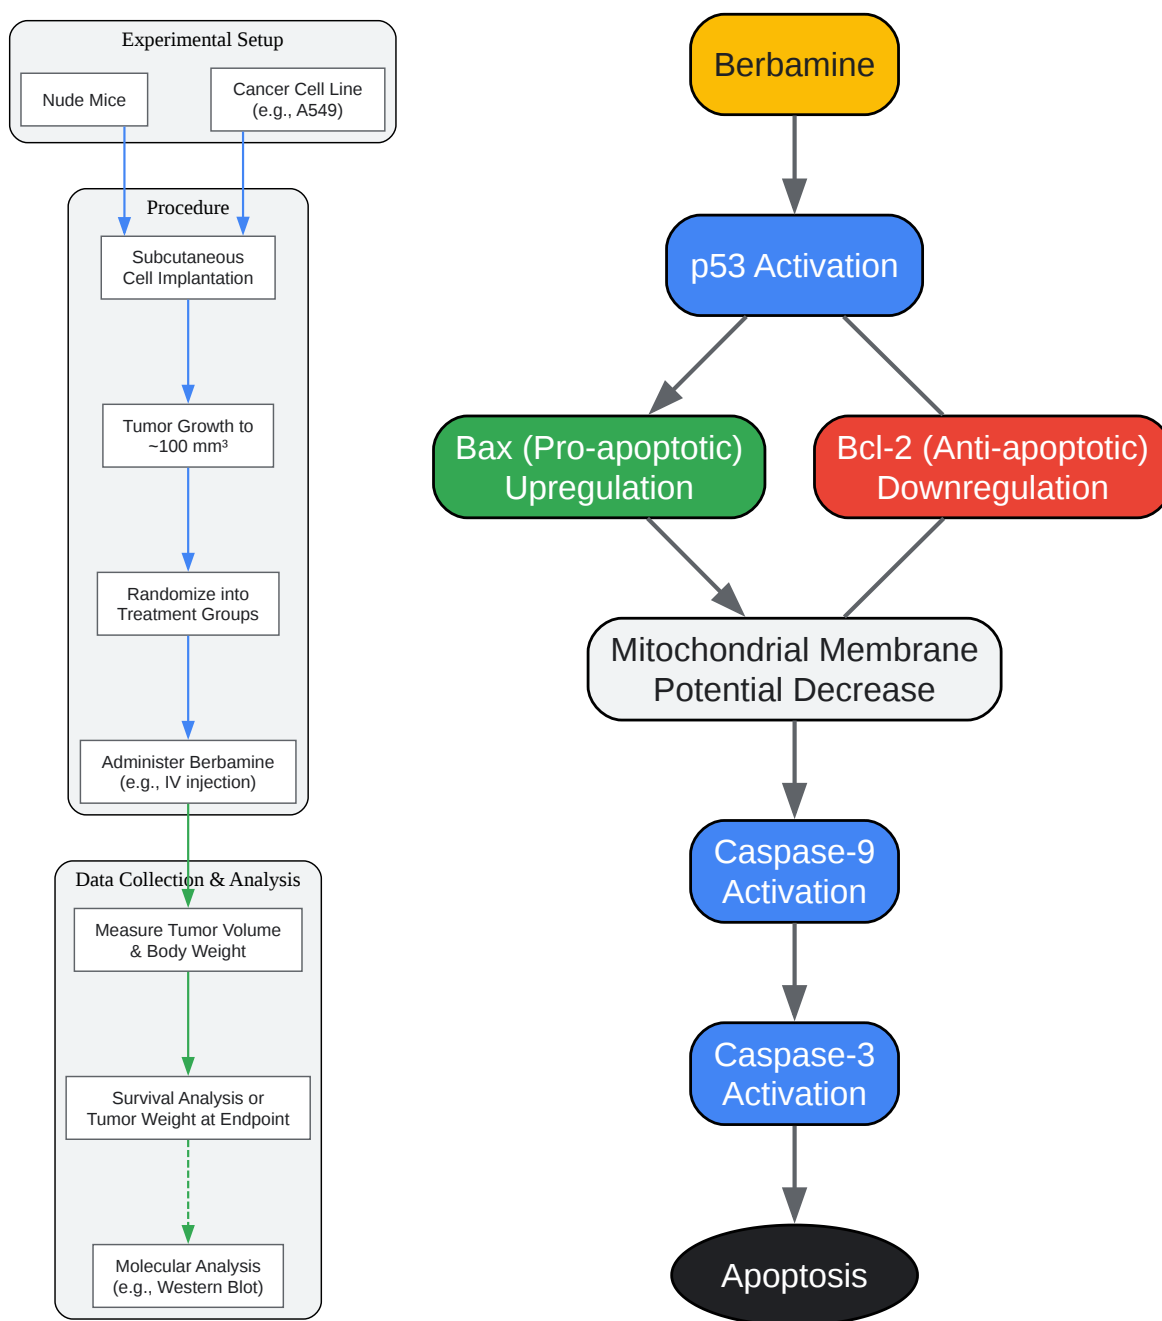 Experimental Setup
Nude Mice
Cancer Cell Line
(e.g., A549)
Procedure
Subcutaneous
Cell Implantation
Tumor Growth to
~100 mm³
Randomize into
Treatment Groups
Administer Berbamine
(e.g., IV injection)
Data Collection & Analysis
Measure Tumor Volume
& Body Weight
Survival Analysis or
Tumor Weight at Endpoint
Molecular Analysis
(e.g., Western Blot)
Berbamine
p53 Activation
Bax (Pro-apoptotic)
Upregulation
Bcl-2 (Anti-apoptotic)
Downregulation
Mitochondrial Membrane
Potential Decrease
Caspase-9
Activation
Caspase-3
Activation
Apoptosis